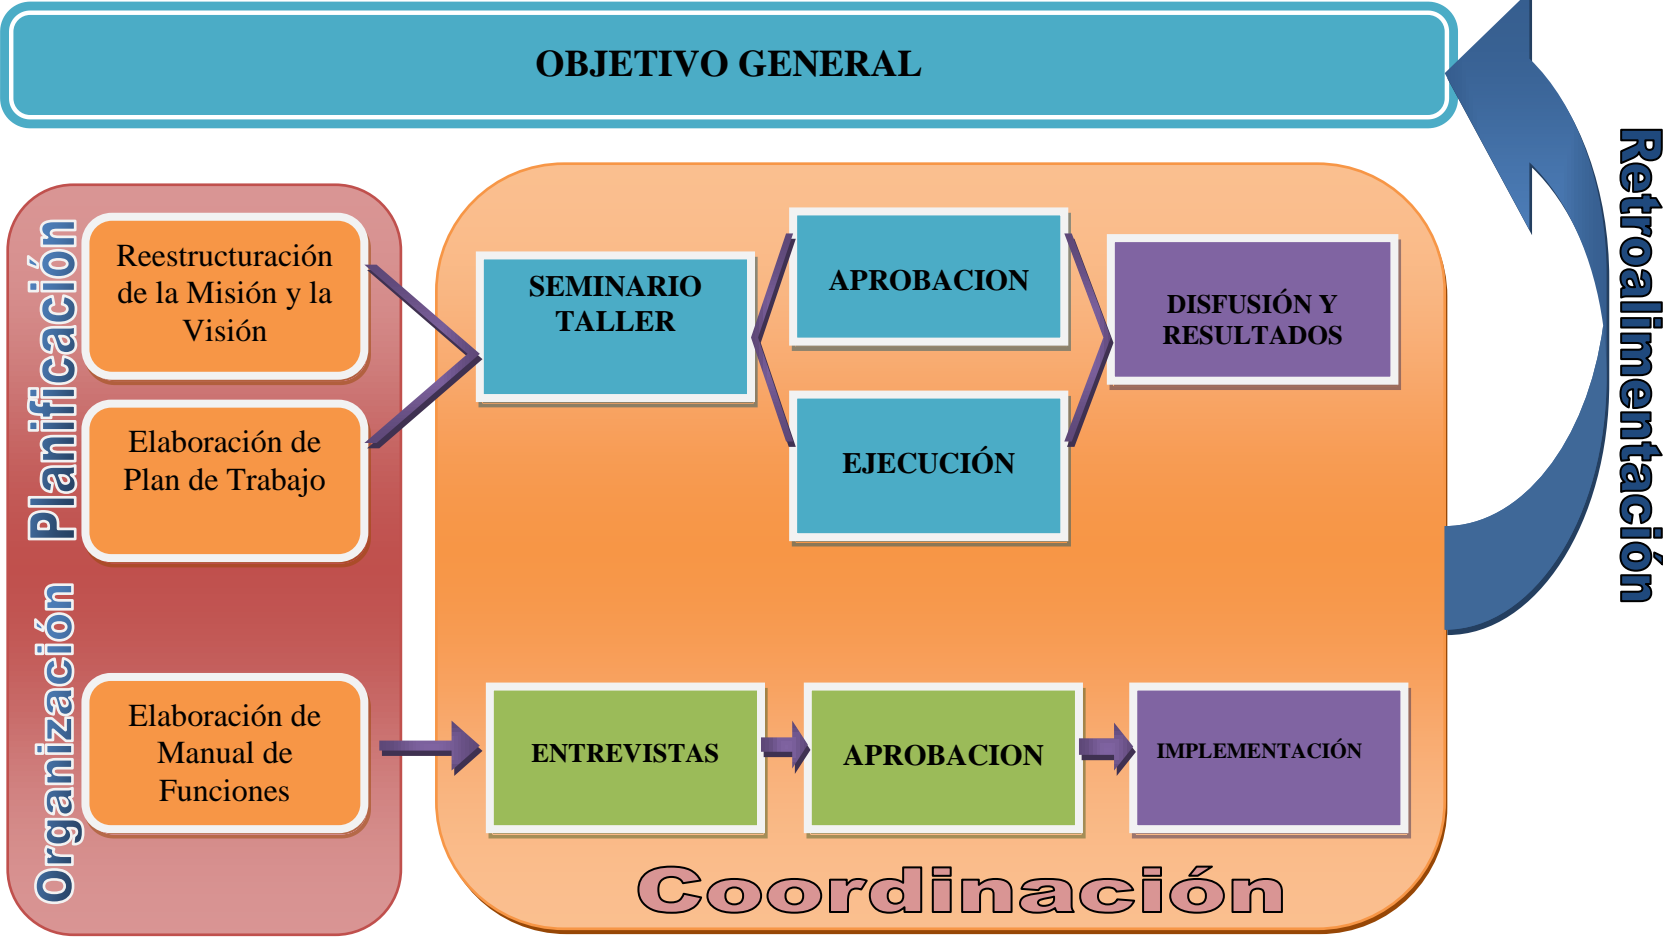 OBJETIVO GENERAL
Retroalimentación
Planificación
Reestructuración
de la Misión y la
Visión
Elaboración de
Plan de Trabajo
SEMINARIO
TALLER
APROBACION
EJECUCIÓN
DISFUSIÓN Y
RESULTADOS
Organización
Elaboración de
Manual de
Funciones
ENTREVISTAS
APROBACION
IMPLEMENTACIÓN
Coordinación